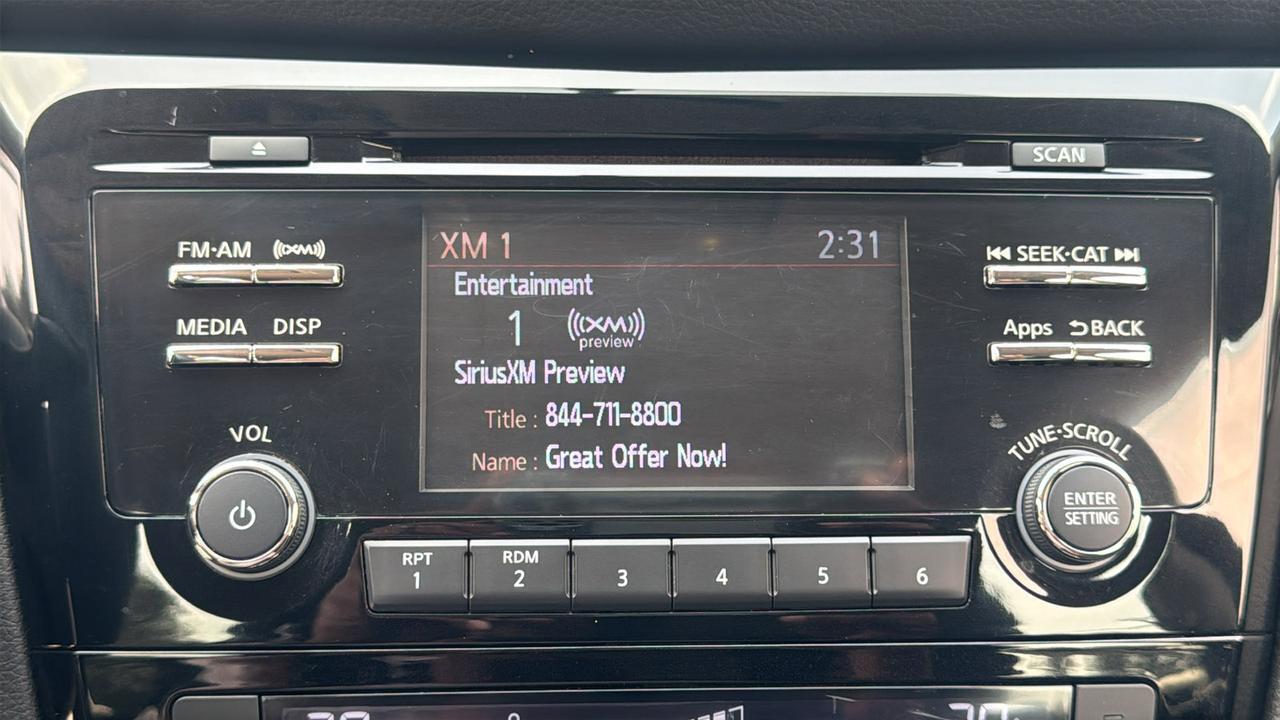 SCAN
FM·AM ((XM))
MEDIA DISP
VOL
XM 1 2:31
Entertainment
1 ((XM))
preview
SiriusXM Preview
Title : 844-711-8800
Name : Great Offer Now!
SEEK·CAT
Apps BACK
TUNE·SCROLL
ENTER
SETTING
RPT
1
RDM
2
3
4
5
6